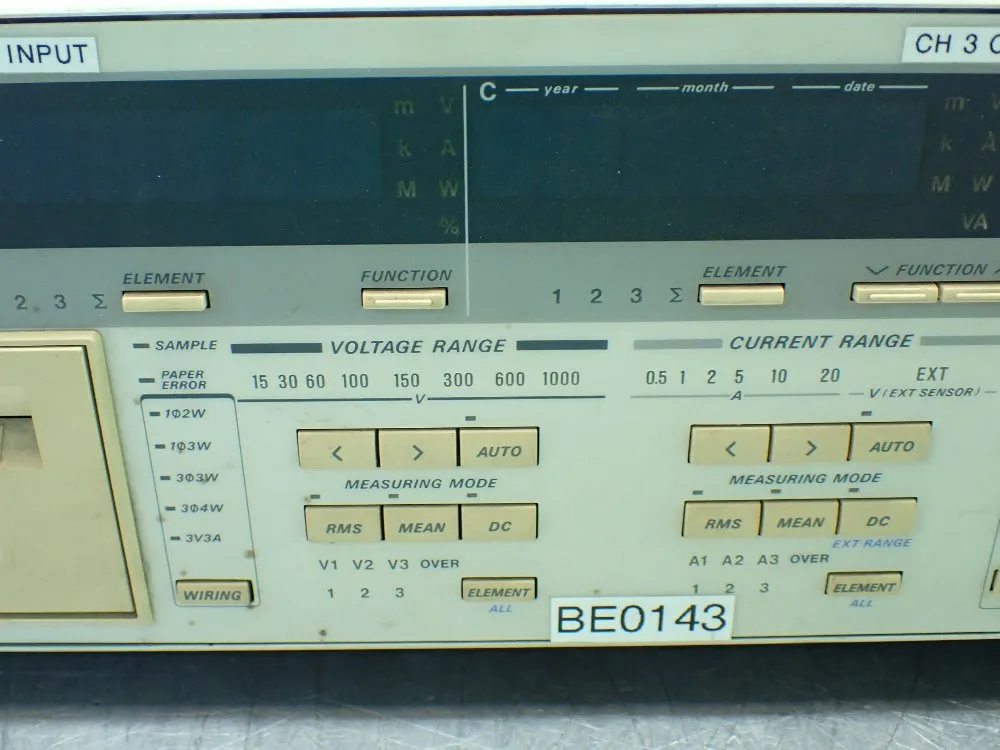 INPUT
CH 3 C
C year month date
m V
k A
M W
%
m
k A
M W
VA
ELEMENT
FUNCTION
2 3 Σ
ELEMENT
FUNCTION
1 2 3 Σ
SAMPLE
PAPER
ERROR
1Φ2W
1Φ3W
3Φ3W
3Φ4W
3V3A
WIRING
VOLTAGE RANGE
15 30 60 100 150 300 600 1000
V
< > AUTO
MEASURING MODE
RMS MEAN DC
V1 V2 V3 OVER
1 2 3
ELEMENT
ALL
CURRENT RANGE
0.5 1 2 5 10 20 EXT
A V (EXT SENSOR)
< > AUTO
MEASURING MODE
RMS MEAN DC
EXT RANGE
A1 A2 A3 OVER
1 2 3
ELEMENT
ALL
BE0143